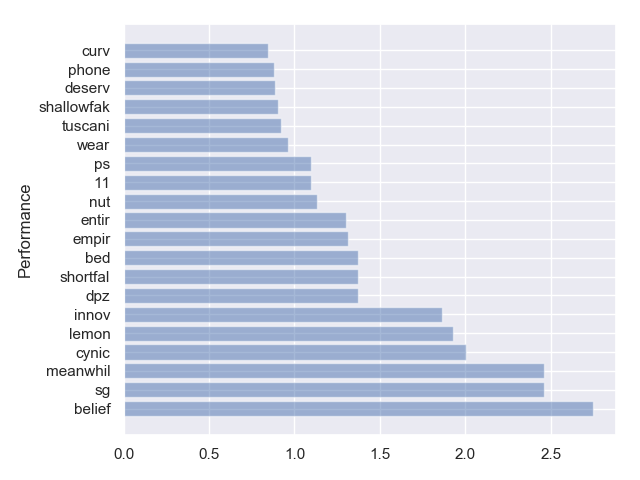 curv
phone
deserv
shallowfak
tuscani
wear
ps
11
nut
entir
empir
bed
shortfal
dpz
innov
lemon
cynic
meanwhil
sg
belief
Performance
0.0 0.5 1.0 1.5 2.0 2.5